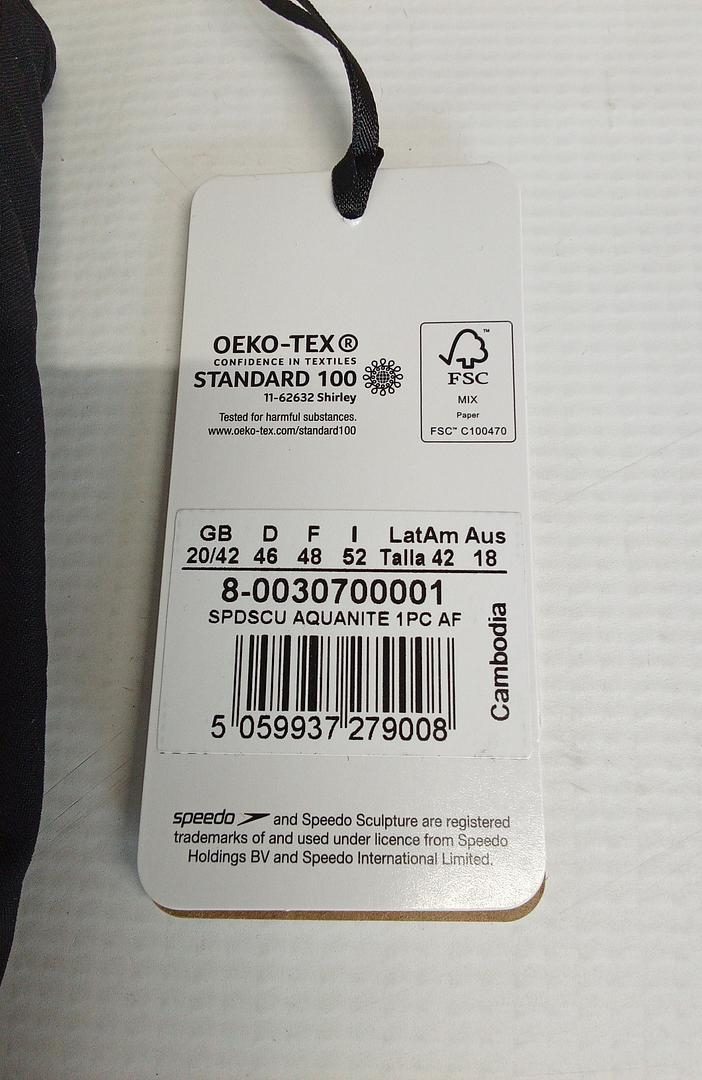 OEKO-TEX®
CONFIDENCE IN TEXTILES
STANDARD 100
11-62632 Shirley
Tested for harmful substances.
www.oeko-tex.com/standard100
FSC™
MIX
Paper
FSC™ C100470
GB D F I LatAm Aus
20/42 46 48 52 Talla 42 18
8-0030700001
SPDSCU AQUANITE 1PC AF
Cambodia
5 059937 279008
speedo and Speedo Sculpture are registered
trademarks of and used under licence from Speedo
Holdings BV and Speedo International Limited.